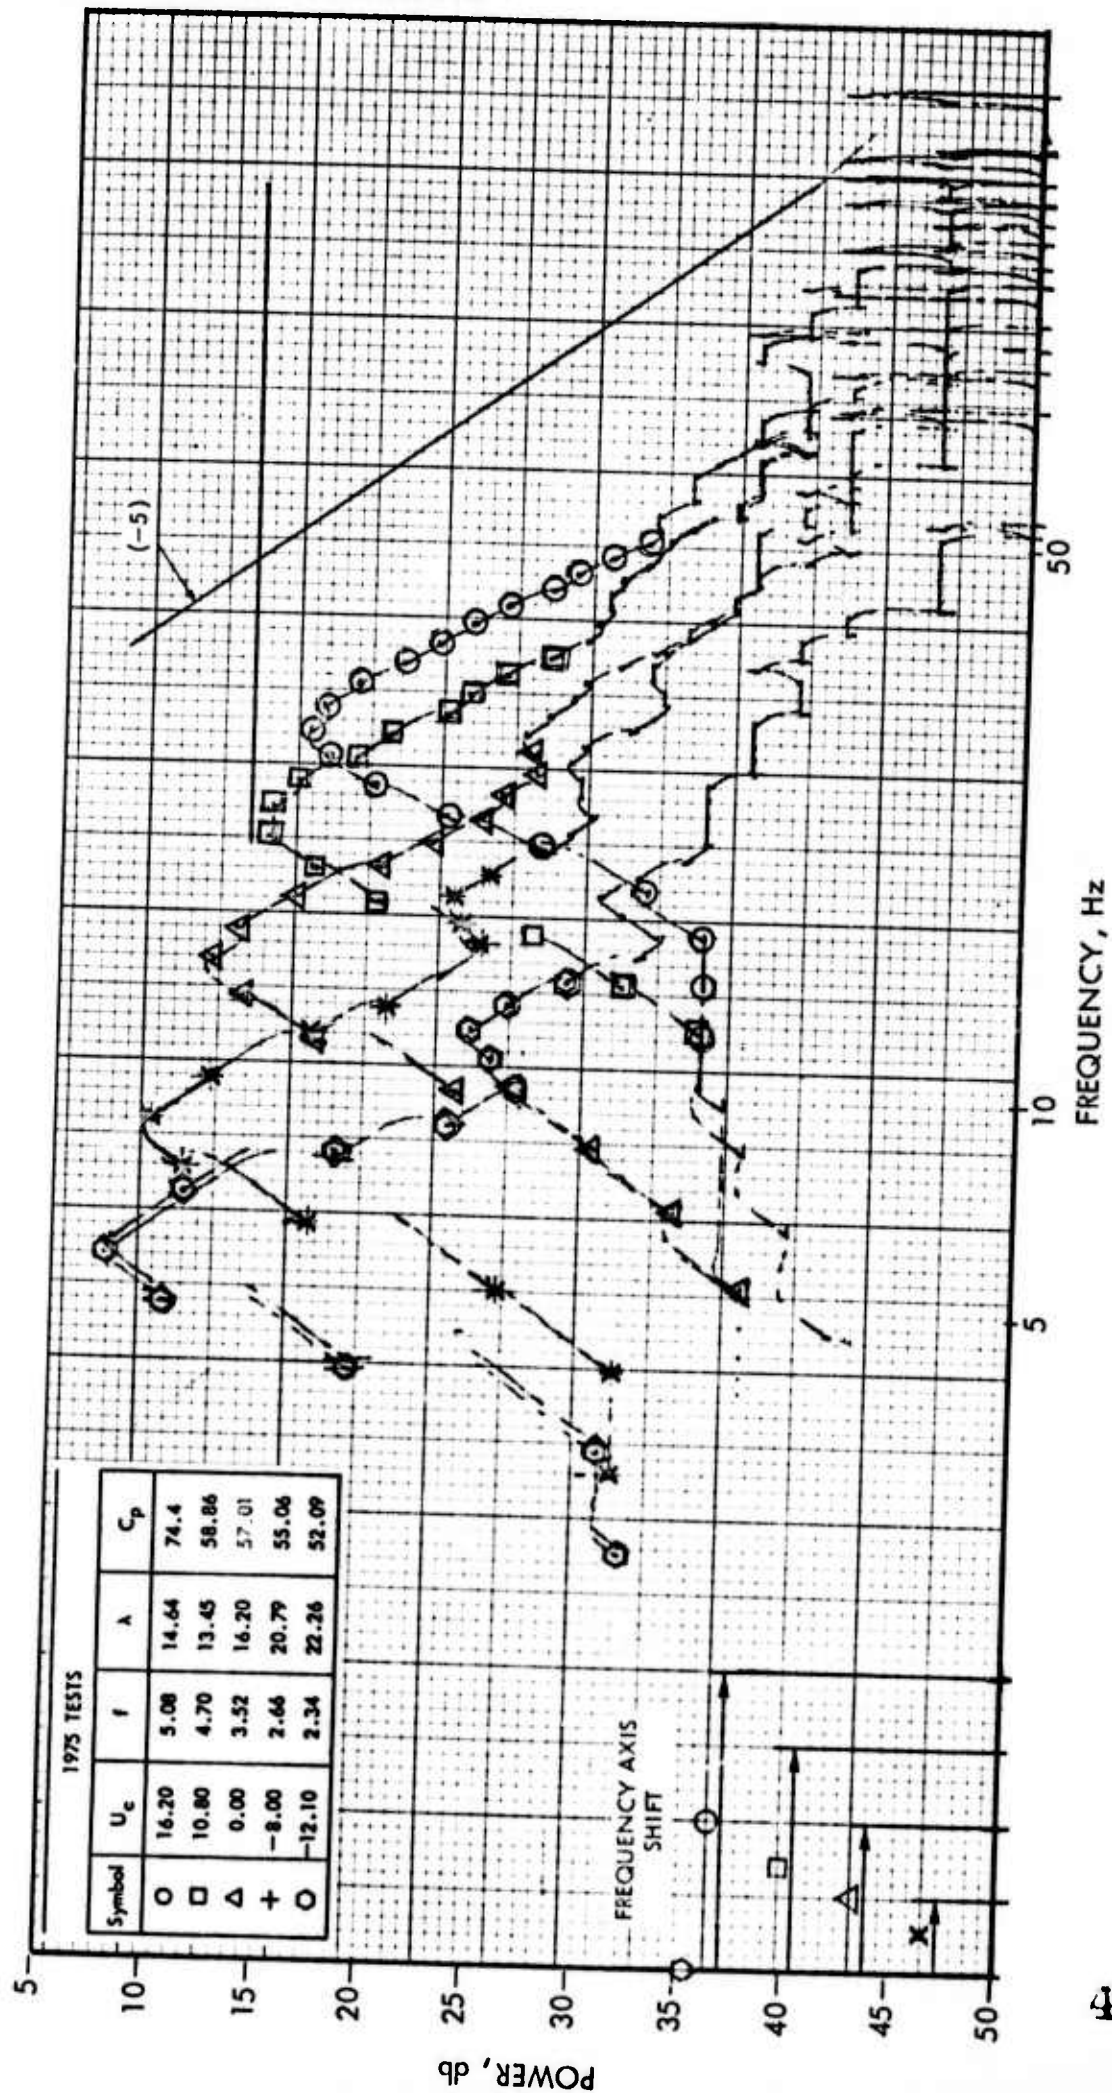 1975 TESTS
Symbol Uc f λ Cp
○ 16.20 5.08 14.64 74.4
□ 10.80 4.70 13.45 58.86
△ 0.00 3.52 16.20 57.01
+ -8.00 2.66 20.79 55.06
○ -12.10 2.34 22.26 52.09
(-5)
FREQUENCY AXIS
SHIFT
POWER, db
5
10
15
20
25
30
35
40
45
50
5
10
50
FREQUENCY, Hz